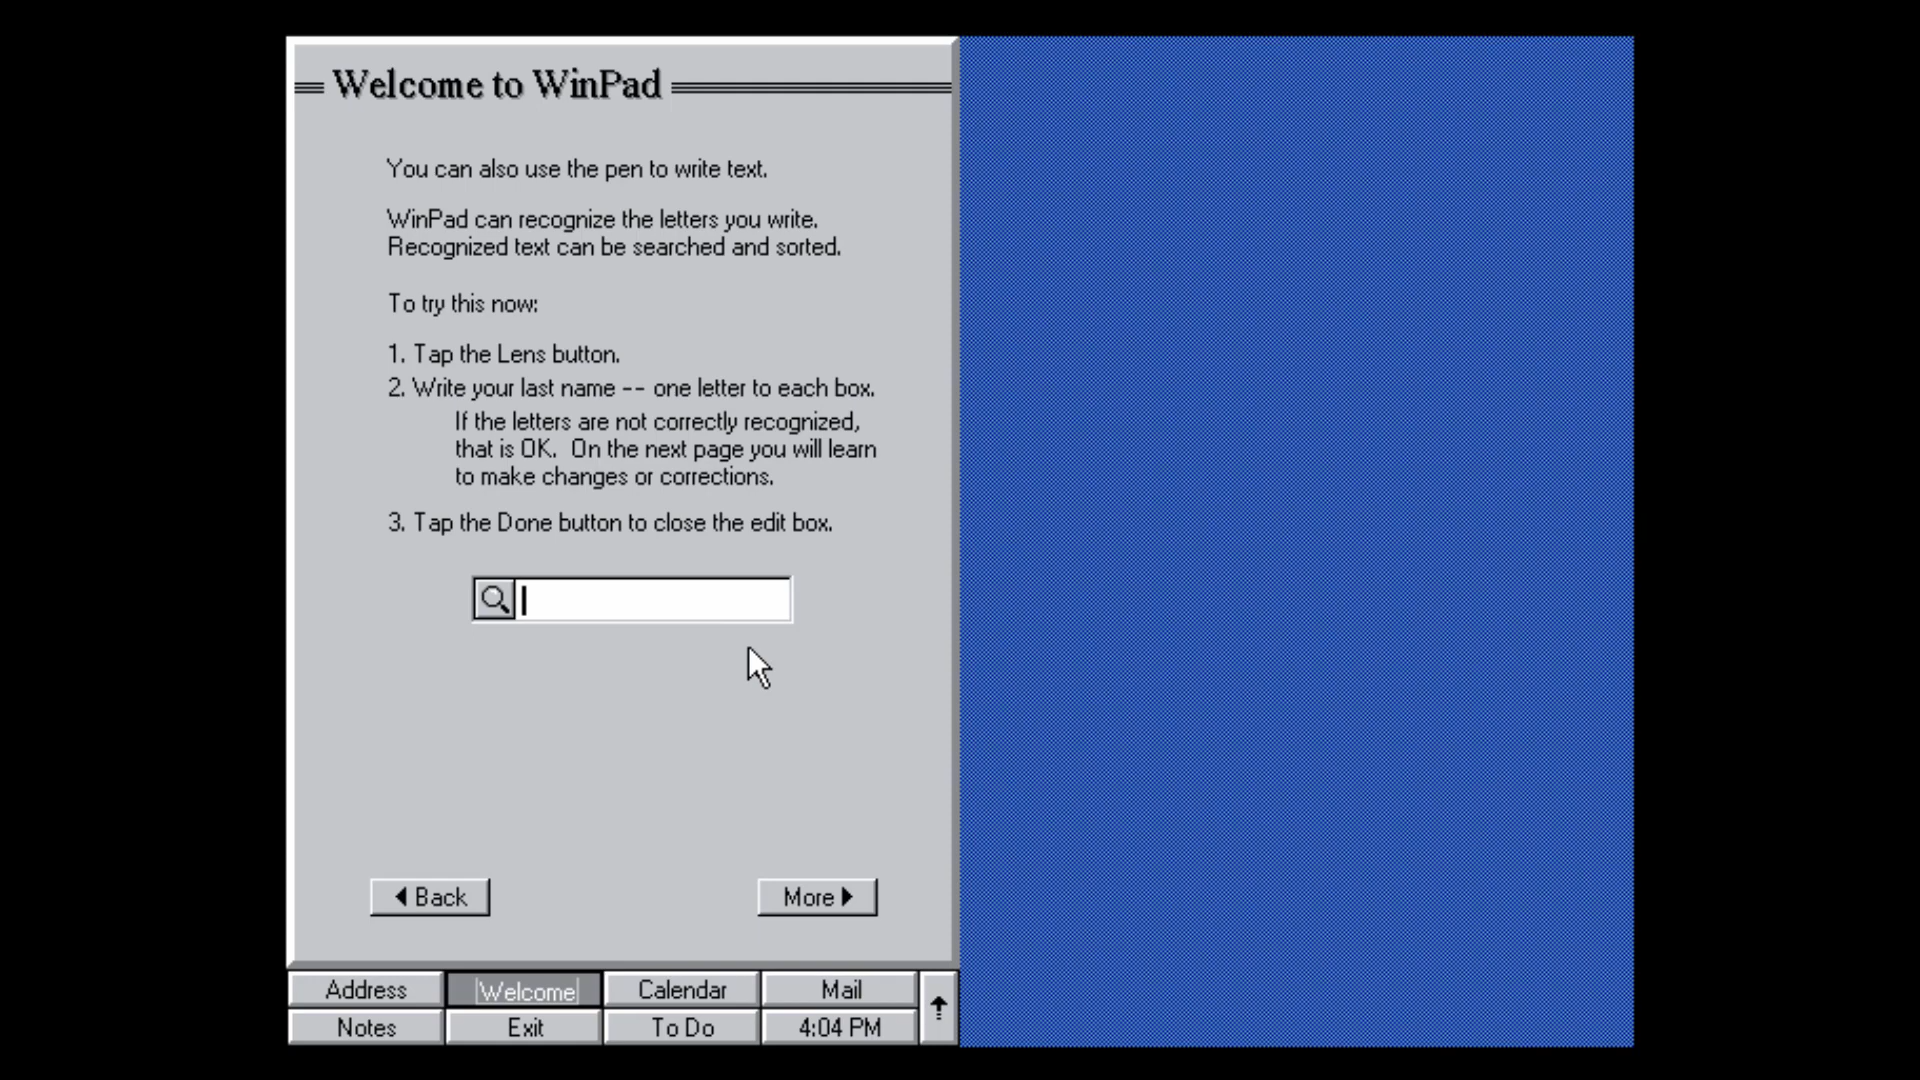 Welcome to WinPad
You can also use the pen to write text.
WinPad can recognize the letters you write.
Recognized text can be searched and sorted.
To try this now:
1. Tap the Lens button.
2. Write your last name -- one letter to each box.
If the letters are not correctly recognized,
that is OK.  On the next page you will learn
to make changes or corrections.
3. Tap the Done button to close the edit box.
Back
More
Address
Welcome
Calendar
Mail
Notes
Exit
To Do
4:04 PM